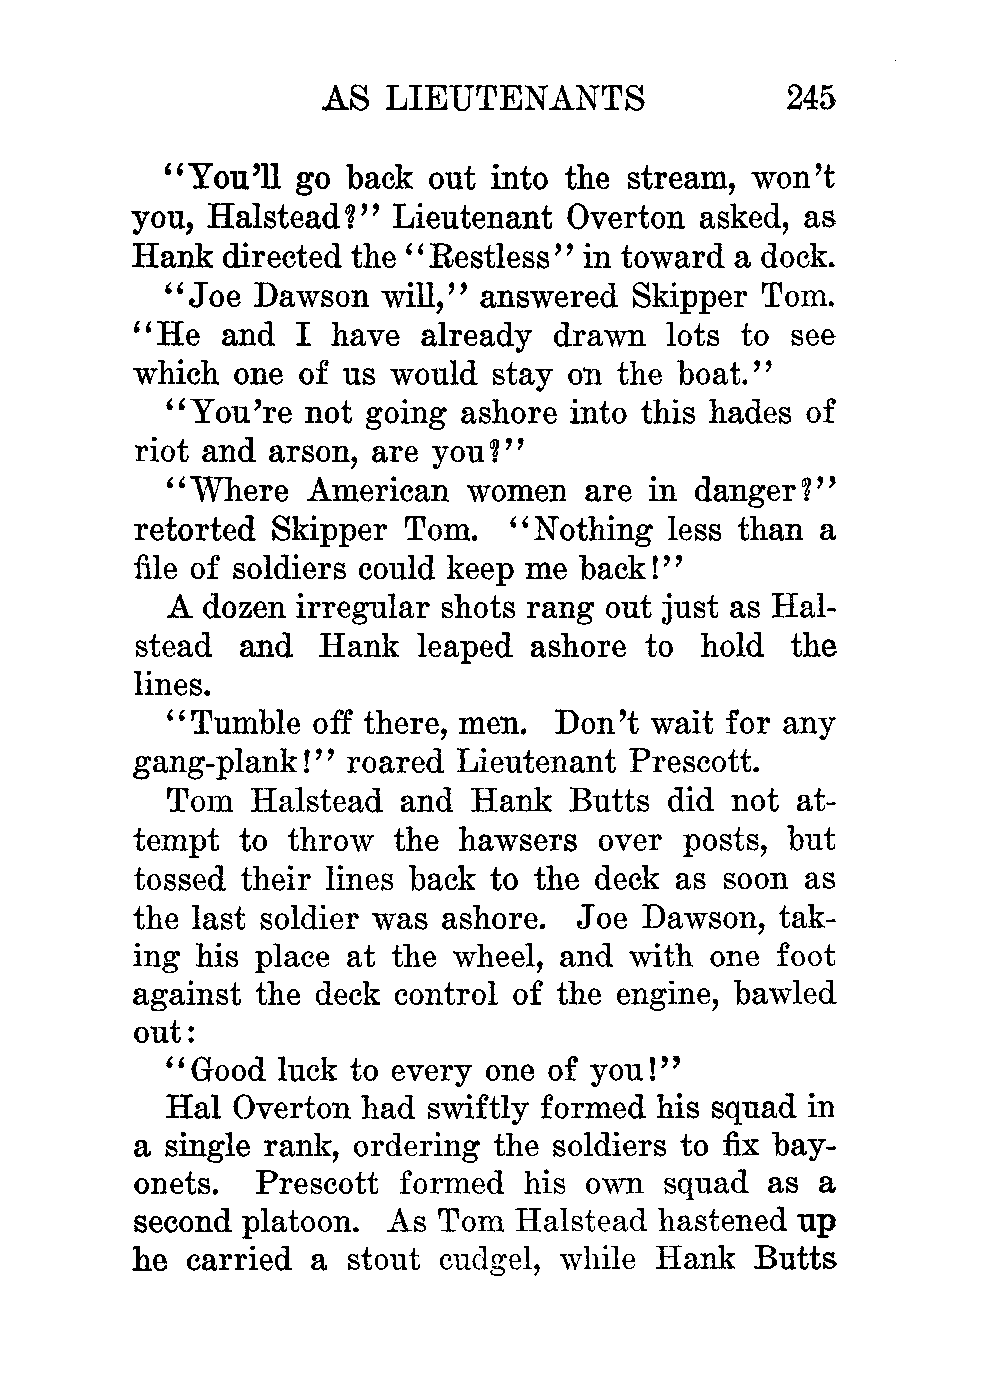 AS LIEUTENANTS 245
"You'll go back out into the stream, won't
you, Halstead?" Lieutenant Overton asked, as
Hank directed the "Restless" in toward a dock.
"Joe Dawson will," answered Skipper Tom.
"He and I have already drawn lots to see
which one of us would stay on the boat."
"You're not going ashore into this hades of
riot and arson, are you?"
"Where American women are in danger?"
retorted Skipper Tom. "Nothing less than a
file of soldiers could keep me back!"
A dozen irregular shots rang out just as Hal-
stead and Hank leaped ashore to hold the
lines.
"Tumble off there, men. Don't wait for any
gang-plank!" roared Lieutenant Prescott.
Tom Halstead and Hank Butts did not at-
tempt to throw the hawsers over posts, but
tossed their lines back to the deck as soon as
the last soldier was ashore. Joe Dawson, tak-
ing his place at the wheel, and with one foot
against the deck control of the engine, bawled
out:
"Good luck to every one of you!"
Hal Overton had swiftly formed his squad in
a single rank, ordering the soldiers to fix bay-
onets. Prescott formed his own squad as a
second platoon. As Tom Halstead hastened up
he carried a stout cudgel, while Hank Butts